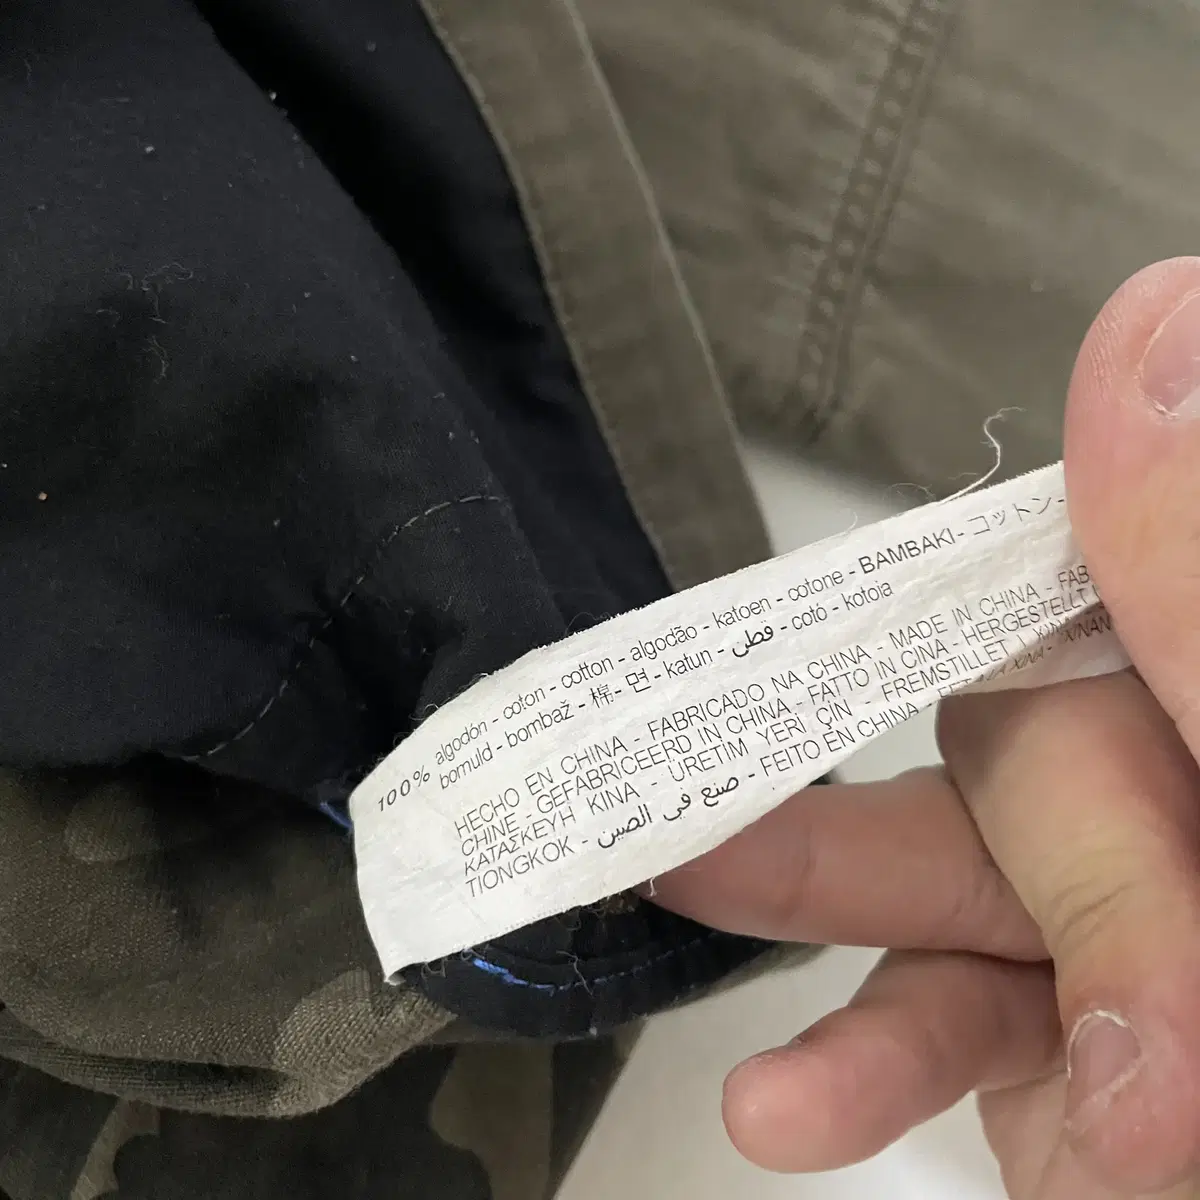 100% algodón - coton - cotton - algodão - katoen - cotone - BAMBAKI - コットン -
bomuld - bombaž - 棉 - 면 - katun - قطن - cotó - kotoia
HECHO EN CHINA - FABRICADO NA CHINA - MADE IN CHINA - FAB
CHINE - GEFABRICEERD IN CHINA - FATTO IN CINA - HERGESTELLT
ΚΑΤΑΣΚΕΥΗ ΚΙΝΑ - ÜRETİM YERİ ÇİN - FREMSTILLET I
TIONGKOK - صنع في الصين - FEITO EN CHINA -